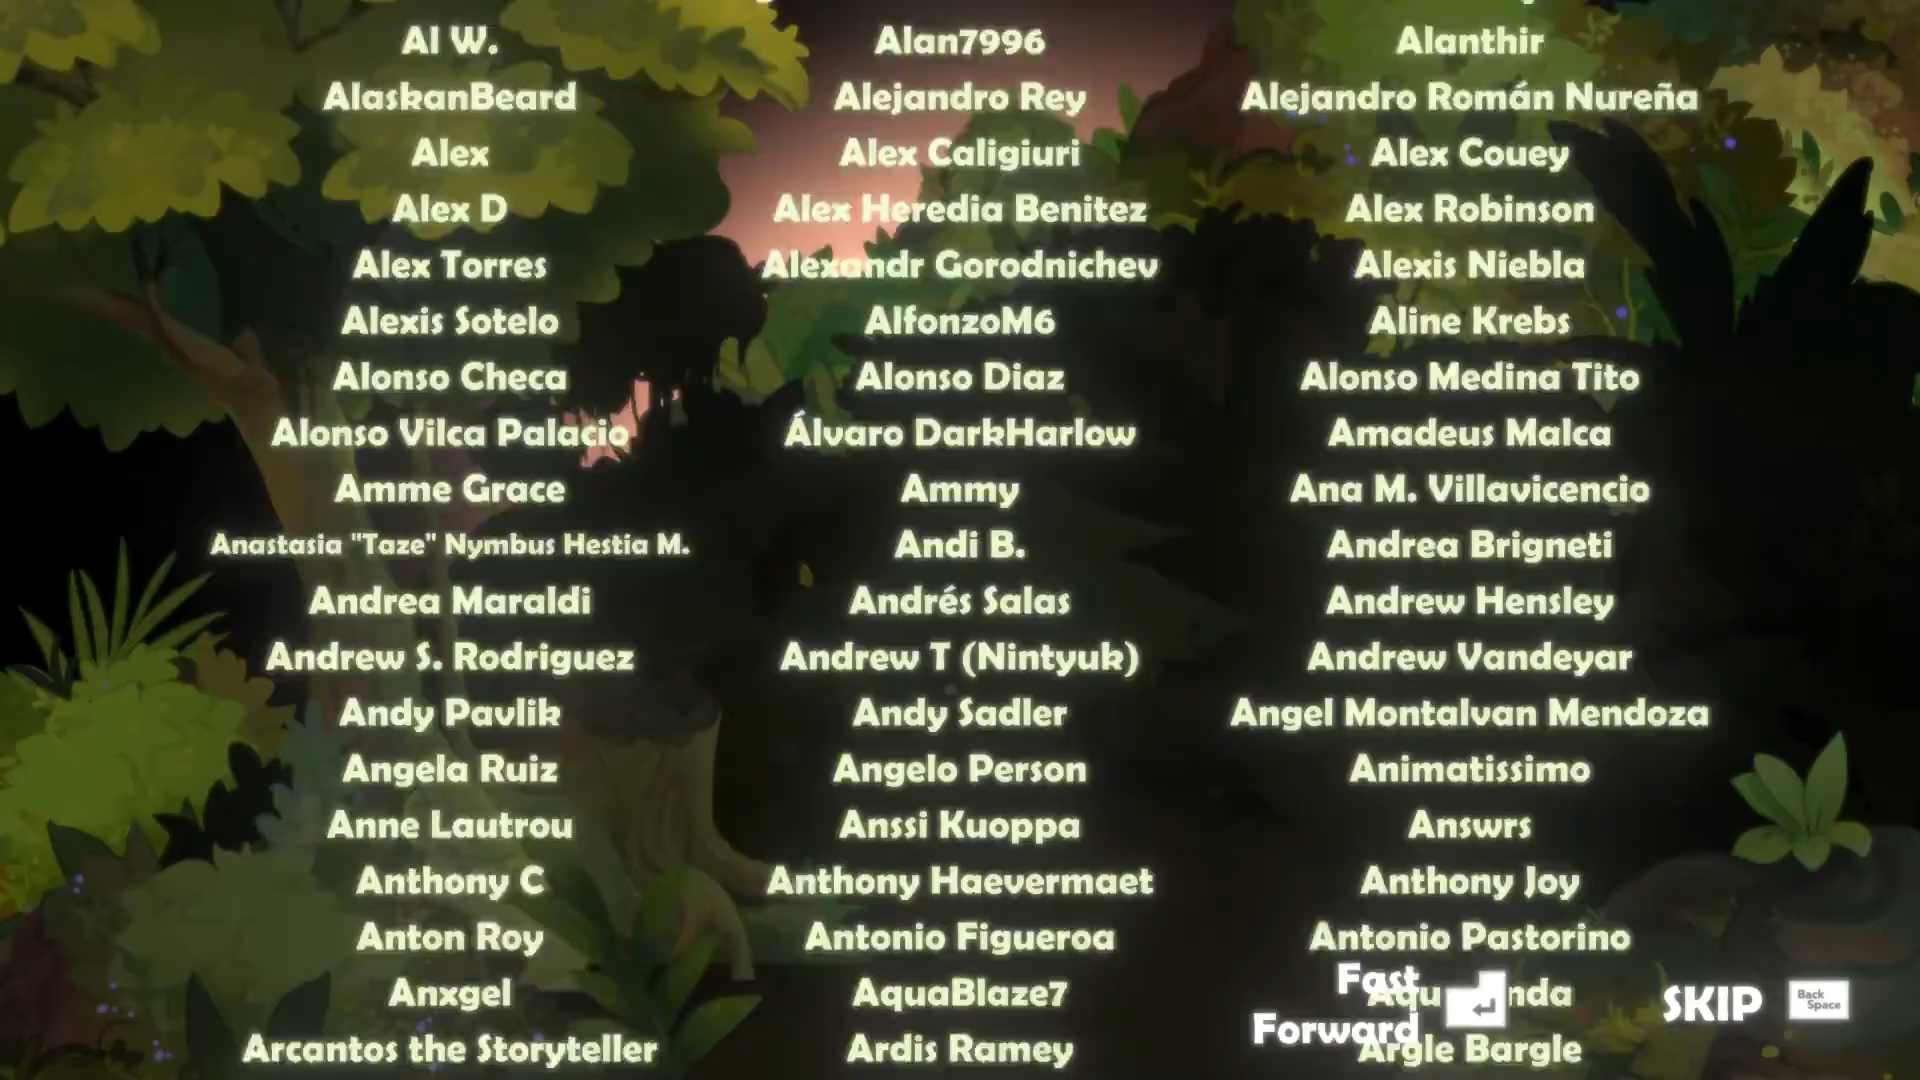 Al W. Alan7996 Alanthir
AlaskanBeard Alejandro Rey Alejandro Román Nureña
Alex Alex Caligiuri Alex Couey
Alex D Alex Heredia Benitez Alex Robinson
Alex Torres Alexandr Gorodnichev Alexis Niebla
Alexis Sotelo AlfonzoM6 Aline Krebs
Alonso Checa Alonso Diaz Alonso Medina Tito
Alonso Vilca Palacio Álvaro DarkHarlow Amadeus Malca
Amme Grace Ammy Ana M. Villavicencio
Anastasia "Taze" Nymbus Hestia M. Andi B. Andrea Brigneti
Andrea Maraldi Andrés Salas Andrew Hensley
Andrew S. Rodriguez Andrew T (Nintyuk) Andrew Vandeyar
Andy Pavlik Andy Sadler Angel Montalvan Mendoza
Angela Ruiz Angelo Person Animatissimo
Anne Lautrou Anssi Kuoppa Answrs
Anthony C Anthony Haevermaet Anthony Joy
Anton Roy Antonio Figueroa Antonio Pastorino
Anxgel AquaBlaze7
Arcantos the Storyteller Ardis Ramey Argle Bargle
Fast
Forward
SKIP
Back
Space